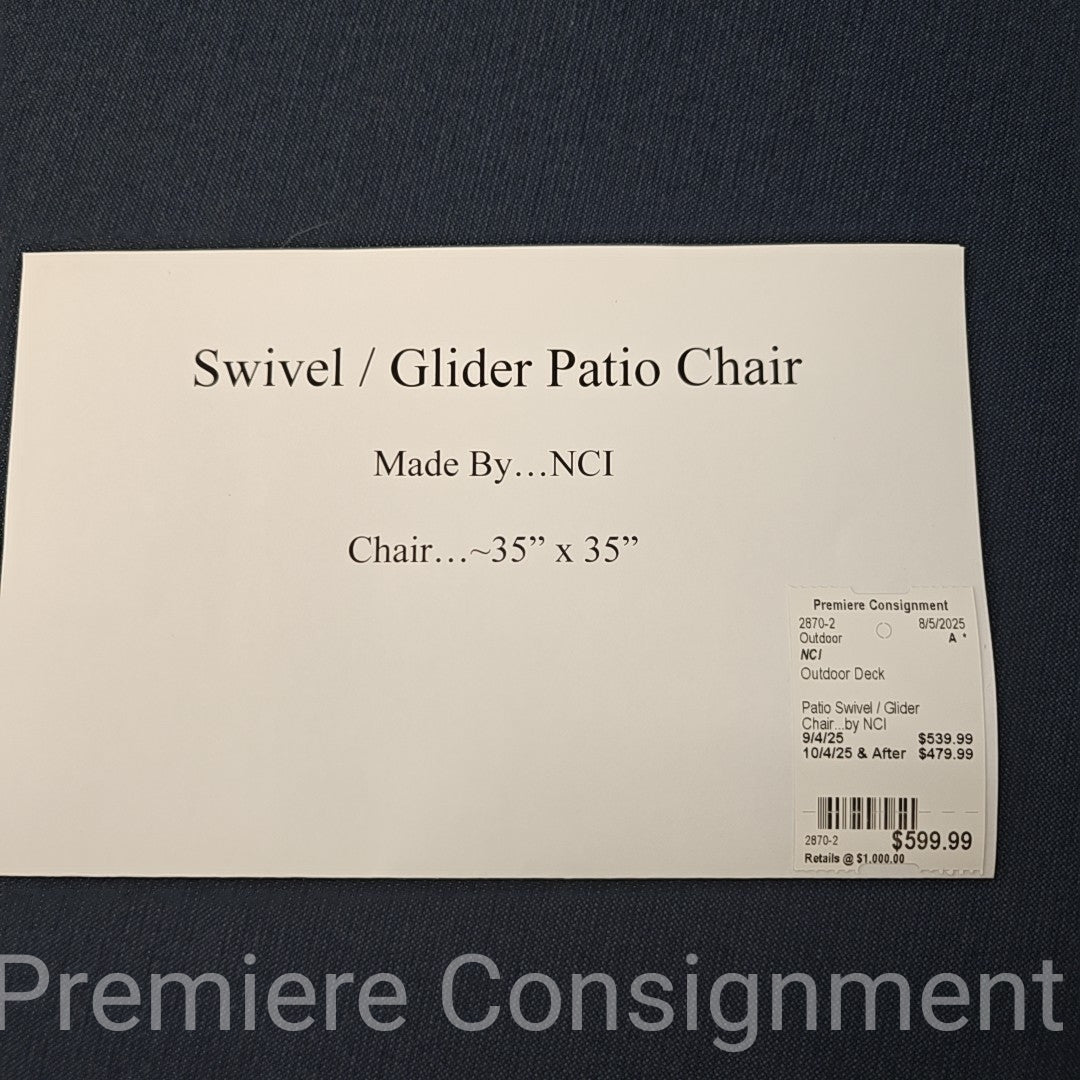 Swivel / Glider Patio Chair
Made By...NCI
Chair...~35” x 35”
Premiere Consignment
2870-2 8/5/2025
Outdoor A *
NCI
Outdoor Deck
Patio Swivel / Glider
Chair...by NCI
9/4/25 $539.99
10/4/25 & After $479.99
2870-2 $599.99
Retails @ $1,000.00
Premiere Consignment